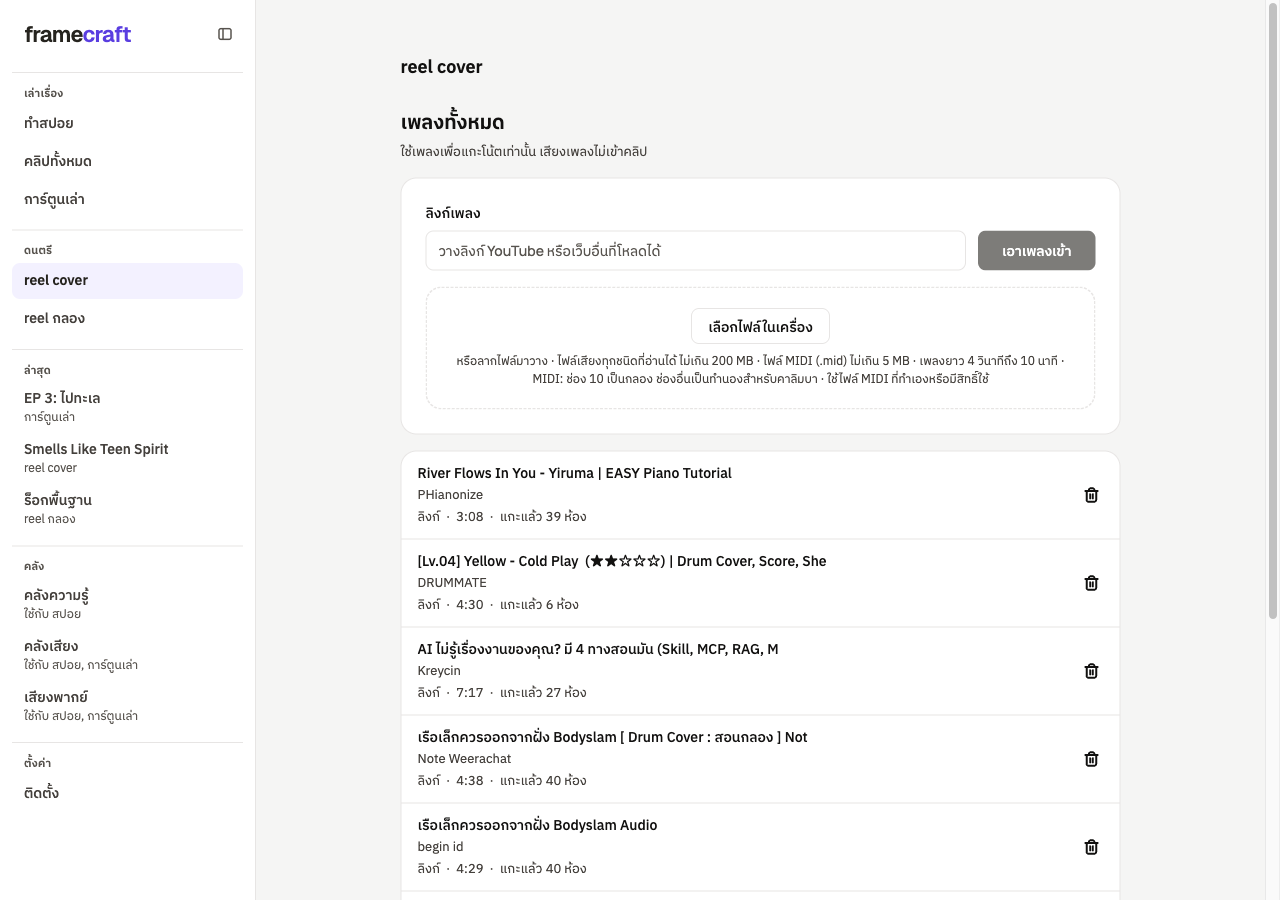 framecraft
เล่าเรื่อง
ทำสปอย
คลิปทั้งหมด
การ์ตูนเล่า
ดนตรี
reel cover
reel กลอง
ล่าสุด
EP 3: ไปทะเล
การ์ตูนเล่า
Smells Like Teen Spirit
reel cover
ร็อกพื้นฐาน
reel กลอง
คลัง
คลังความรู้
ใช้กับ สปอย
คลังเสียง
ใช้กับ สปอย, การ์ตูนเล่า
เสียงพากย์
ใช้กับ สปอย, การ์ตูนเล่า
ตั้งค่า
ติดตั้ง
reel cover
เพลงทั้งหมด
ใช้เพลงเพื่อแกะโน้ตเท่านั้น เสียงเพลงไม่เข้าคลิป
ลิงก์เพลง
วางลิงก์ YouTube หรือเว็บอื่นที่โหลดได้
เอาเพลงเข้า
เลือกไฟล์ในเครื่อง
หรือลากไฟล์มาวาง · ไฟล์เสียงทุกชนิดที่อ่านได้ ไม่เกิน 200 MB · ไฟล์ MIDI (.mid) ไม่เกิน 5 MB · เพลงยาว 4 วินาทีถึง 10 นาที ·
MIDI: ช่อง 10 เป็นกลอง ช่องอื่นเป็นทำนองสำหรับคาลิมบา · ใช้ไฟล์ MIDI ที่ทำเองหรือมีสิทธิ์ใช้
River Flows In You - Yiruma | EASY Piano Tutorial
PHianonize
ลิงก์ · 3:08 · แกะแล้ว 39 ห้อง
[Lv.04] Yellow - Cold Play (★★☆☆☆) | Drum Cover, Score, She
DRUMMATE
ลิงก์ · 4:30 · แกะแล้ว 6 ห้อง
AI ไม่รู้เรื่องงานของคุณ? มี 4 ทางสอนมัน (Skill, MCP, RAG, M
Kreycin
ลิงก์ · 7:17 · แกะแล้ว 27 ห้อง
เรือเล็กควรออกจากฝั่ง Bodyslam [ Drum Cover : สอนกลอง ] Not
Note Weerachat
ลิงก์ · 4:38 · แกะแล้ว 40 ห้อง
เรือเล็กควรออกจากฝั่ง Bodyslam Audio
begin id
ลิงก์ · 4:29 · แกะแล้ว 40 ห้อง